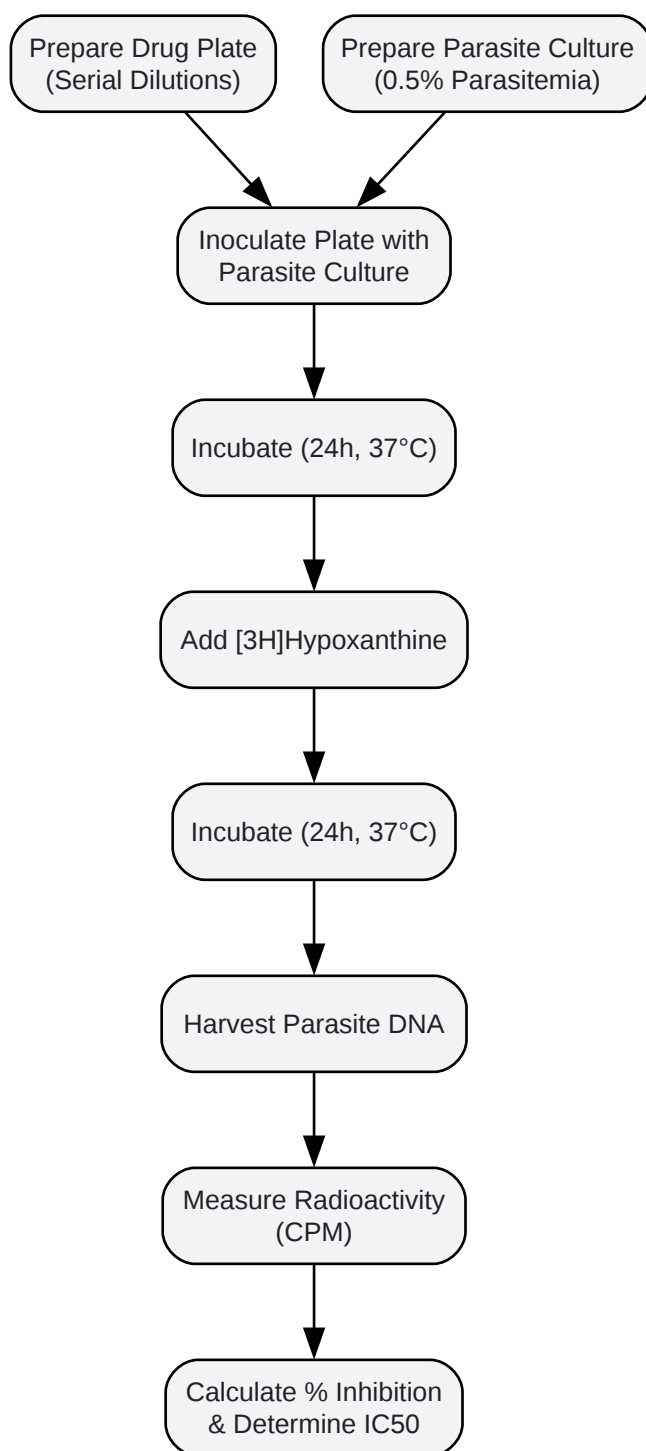 Prepare Drug Plate
(Serial Dilutions)
Prepare Parasite Culture
(0.5% Parasitemia)
Inoculate Plate with
Parasite Culture
Incubate (24h, 37°C)
Add [3H]Hypoxanthine
Incubate (24h, 37°C)
Harvest Parasite DNA
Measure Radioactivity
(CPM)
Calculate % Inhibition
& Determine IC50